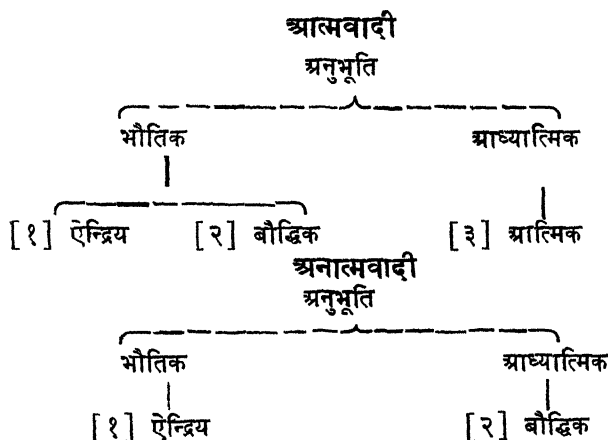 आत्मवादी
अनुभूति
भौतिक आध्यात्मिक
[१] ऐन्द्रिय [२] बौद्धिक [३] आत्मिक
अनात्मवादी
अनुभूति
भौतिक आध्यात्मिक
[१] ऐन्द्रिय [२] बौद्धिक